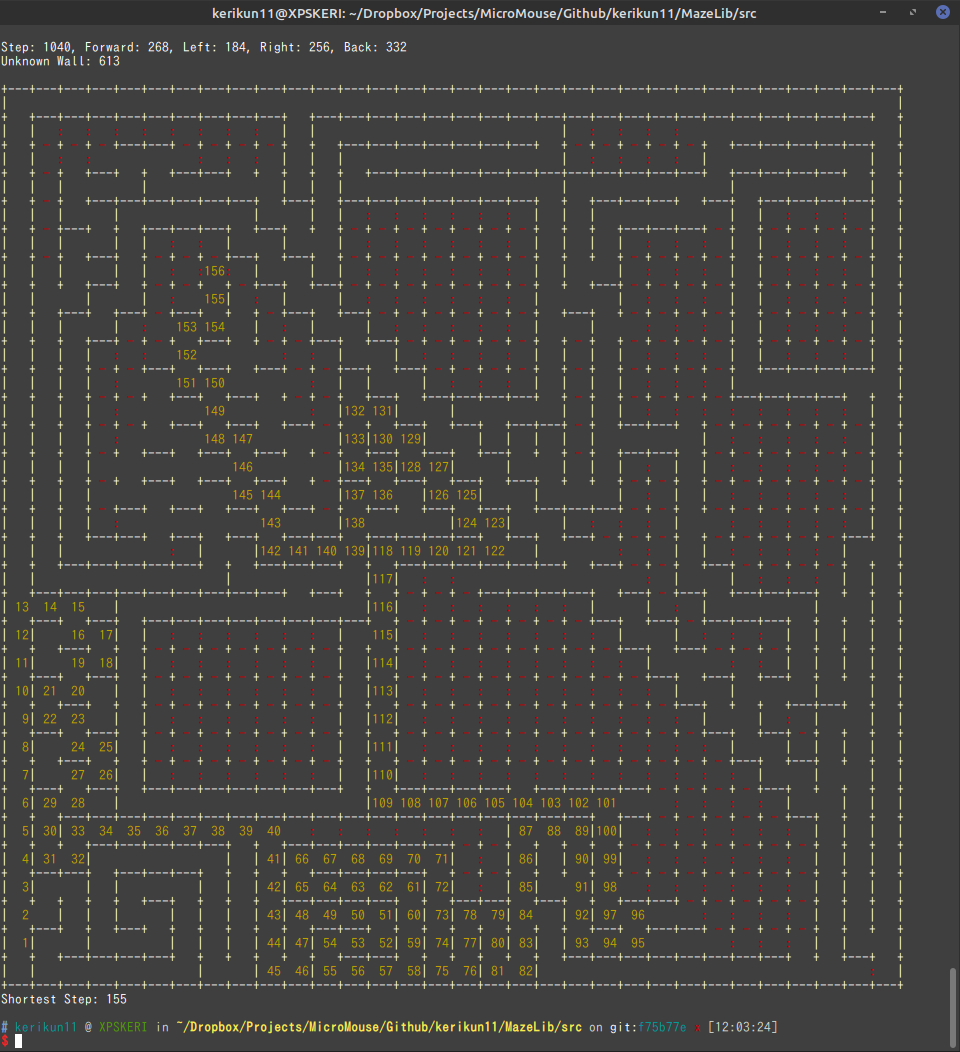 kerikun11@XPSKERI: ~/Dropbox/Projects/MicroMouse/Github/kerikun11/MazeLib/src
Step: 1040, Forward: 268, Left: 184, Right: 256, Back: 332
Unknown Wall: 613
156
155
153 154
152
151 150
149 132 131
148 147 133 130 129
146 134 135 128 127
145 144 137 136 126 125
143 138 124 123
142 141 140 139 118 119 120 121 122
117
13 14 15 116
12 16 17 115
11 19 18 114
10 21 20 113
9 22 23 112
8 24 25 111
7 27 26 110
6 29 28 109 108 107 106 105 104 103 102 101
5 30 33 34 35 36 37 38 39 40 87 88 89 100
4 31 32 41 66 67 68 69 70 71 86 90 99
3 42 65 64 63 62 61 72 85 91 98
2 43 48 49 50 51 60 73 78 79 84 92 97 96
1 44 47 54 53 52 59 74 77 80 83 93 94 95
45 46 55 56 57 58 75 76 81 82
Shortest Step: 155
# kerikun11 @ XPSKERI in ~/Dropbox/Projects/MicroMouse/Github/kerikun11/MazeLib/src on git:f75b77e x [12:03:24]
$